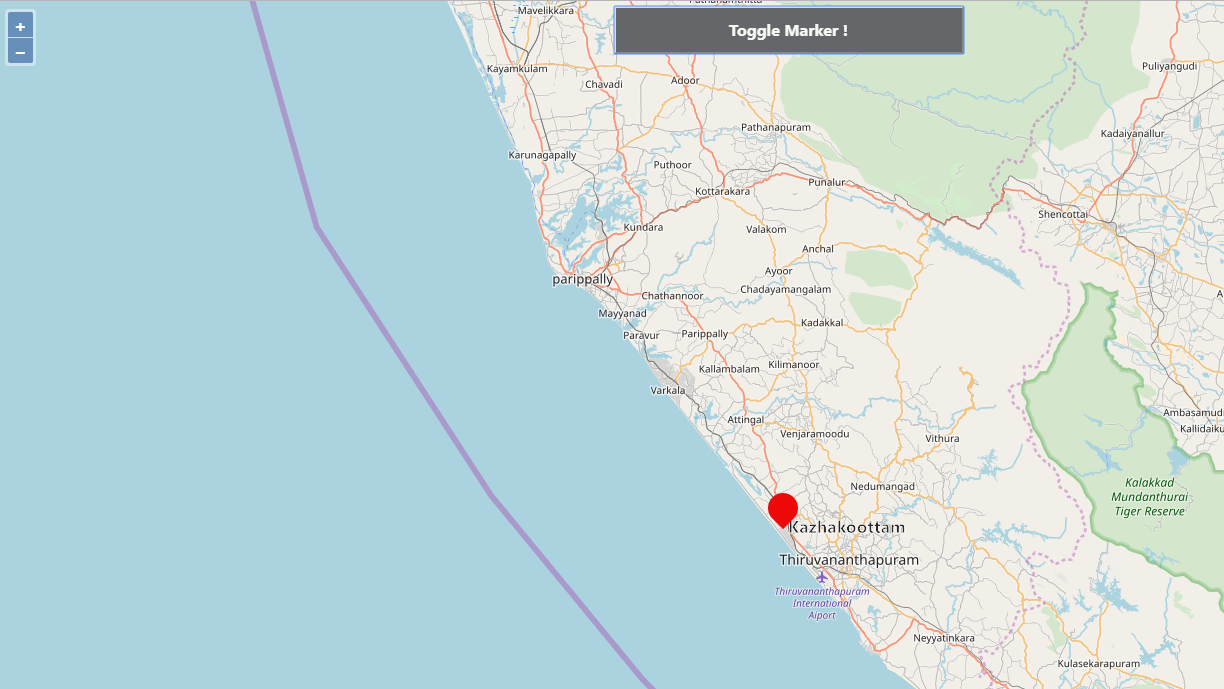 Mavelikkara
Pathanamthitta
+
Toggle Marker !
−
Kayamkulam
Chavadi
Adoor
Puliyangudi
Pathanapuram
Kadaiyanallur
Karunagapally
Puthoor
Kottarakara
Punalur
Shencottai
Kundara
Valakom
Anchal
Ayoor
parippally
Chadayamangalam
Chathannoor
Mayyanad
Kadakkal
Paravur
Parippally
Kallambalam
Kilimanoor
Varkala
Ambasamudi
Attingal
Kallidaiku
Venjaramoodu
Vithura
Nedumangad
Kalakkad
Mundanthurai
Tiger Reserve
Kazhakoottam
Thiruvananthapuram
Thiruvananthapuram
International
Aiport
Neyyatinkara
Kulasekarapuram